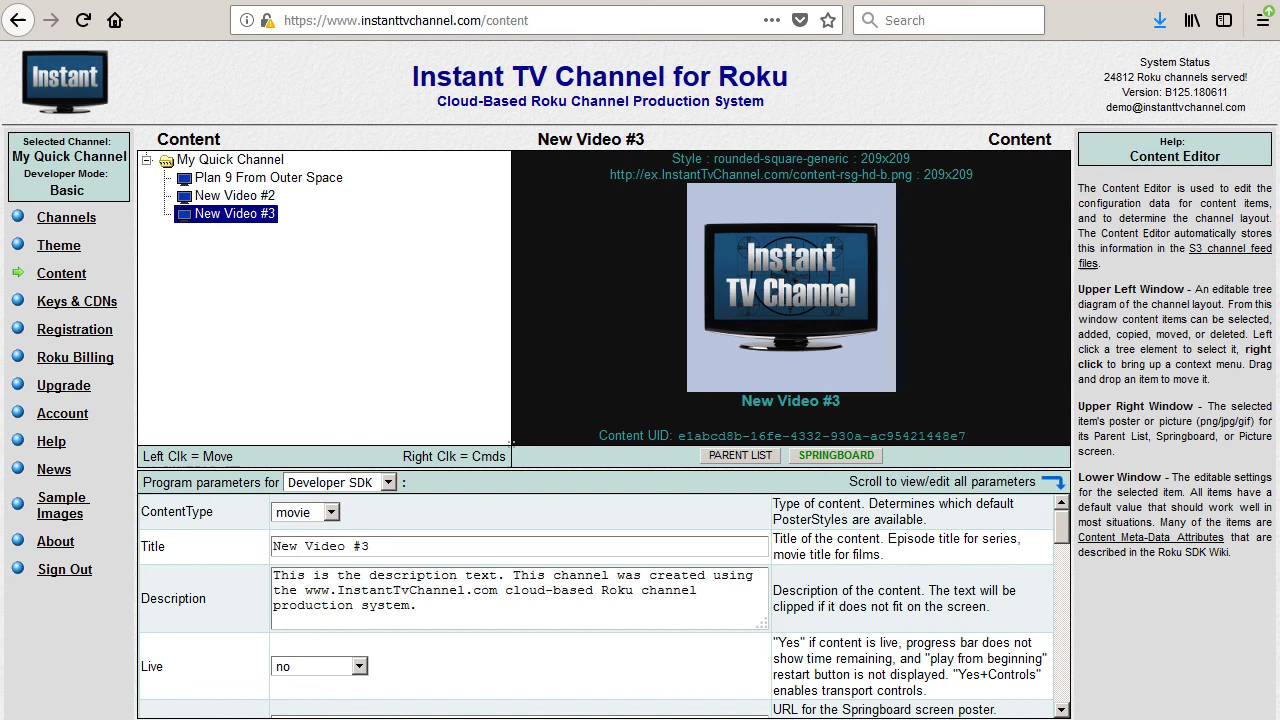 https://www.instanttvchannel.com/content
Search
Instant
Instant TV Channel for Roku
Cloud-Based Roku Channel Production System
System Status
24812 Roku channels served!
Version: B125.180611
demo@instanttvchannel.com
Selected Channel:
My Quick Channel
Developer Mode:
Basic
Channels
Theme
Content
Keys & CDNs
Registration
Roku Billing
Upgrade
Account
Help
News
Sample
Images
About
Sign Out
Content
New Video #3
Content
My Quick Channel
Plan 9 From Outer Space
New Video #2
New Video #3
Style : rounded-square-generic : 209x209
http://ex.InstantTvChannel.com/content-rsg-hd-b.png : 209x209
Instant
TV Channel
New Video #3
Content UID: e1abcd8b-16fe-4332-930a-ac95421448e7
Left Clk = Move
Right Clk = Cmds
PARENT LIST
SPRINGBOARD
Program parameters for Developer SDK :
Scroll to view/edit all parameters
ContentType
movie
Type of content. Determines which default
PosterStyles are available.
Title
New Video #3
Title of the content. Episode title for series,
movie title for films.
Description
This is the description text. This channel was created using
the www.InstantTvChannel.com cloud-based Roku channel
production system.
Description of the content. The text will be
clipped if it does not fit on the screen.
Live
no
"Yes" if content is live, progress bar does not
show time remaining, and "play from beginning"
restart button is not displayed. "Yes+Controls"
enables transport controls.
URL for the Springboard screen poster.
Help:
Content Editor
The Content Editor is used to edit the
configuration data for content items,
and to determine the channel layout.
The Content Editor automatically stores
this information in the S3 channel feed
files.
Upper Left Window - An editable tree
diagram of the channel layout. From this
window content items can be selected,
added, copied, moved, or deleted. Left
click a tree element to select it, right
click to bring up a context menu. Drag
and drop an item to move it.
Upper Right Window - The selected
item's poster or picture (png/jpg/gif) for
its Parent List, Springboard, or Picture
screen.
Lower Window - The editable settings
for the selected item. All items have a
default value that should work well in
most situations. Many of the items are
Content Meta-Data Attributes that are
described in the Roku SDK Wiki.